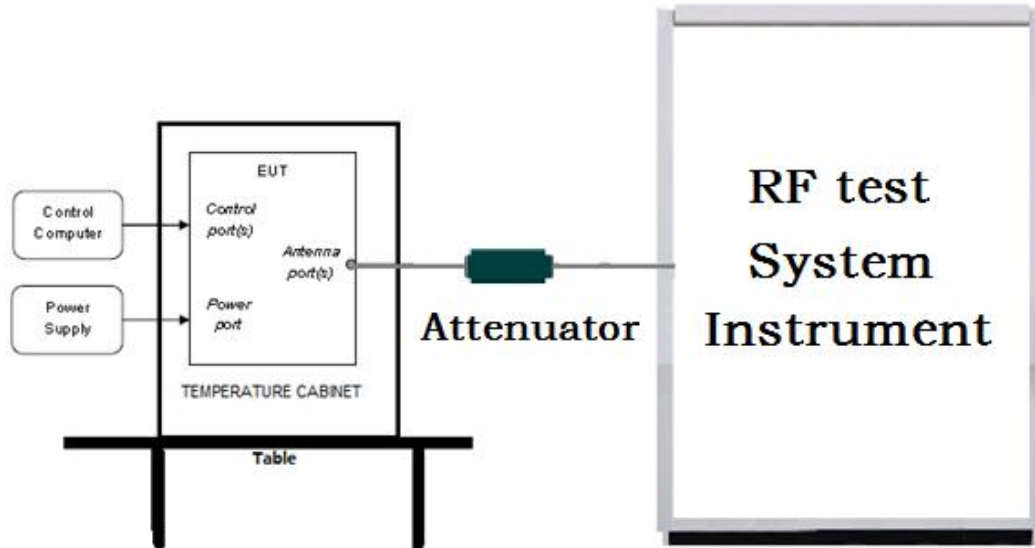 Control
Computer
Power
Supply
EUT
Control
port(s)
Antenna
port(s)
Power
port
TEMPERATURE CABINET
Table
Attenuator
RF test
System
Instrument